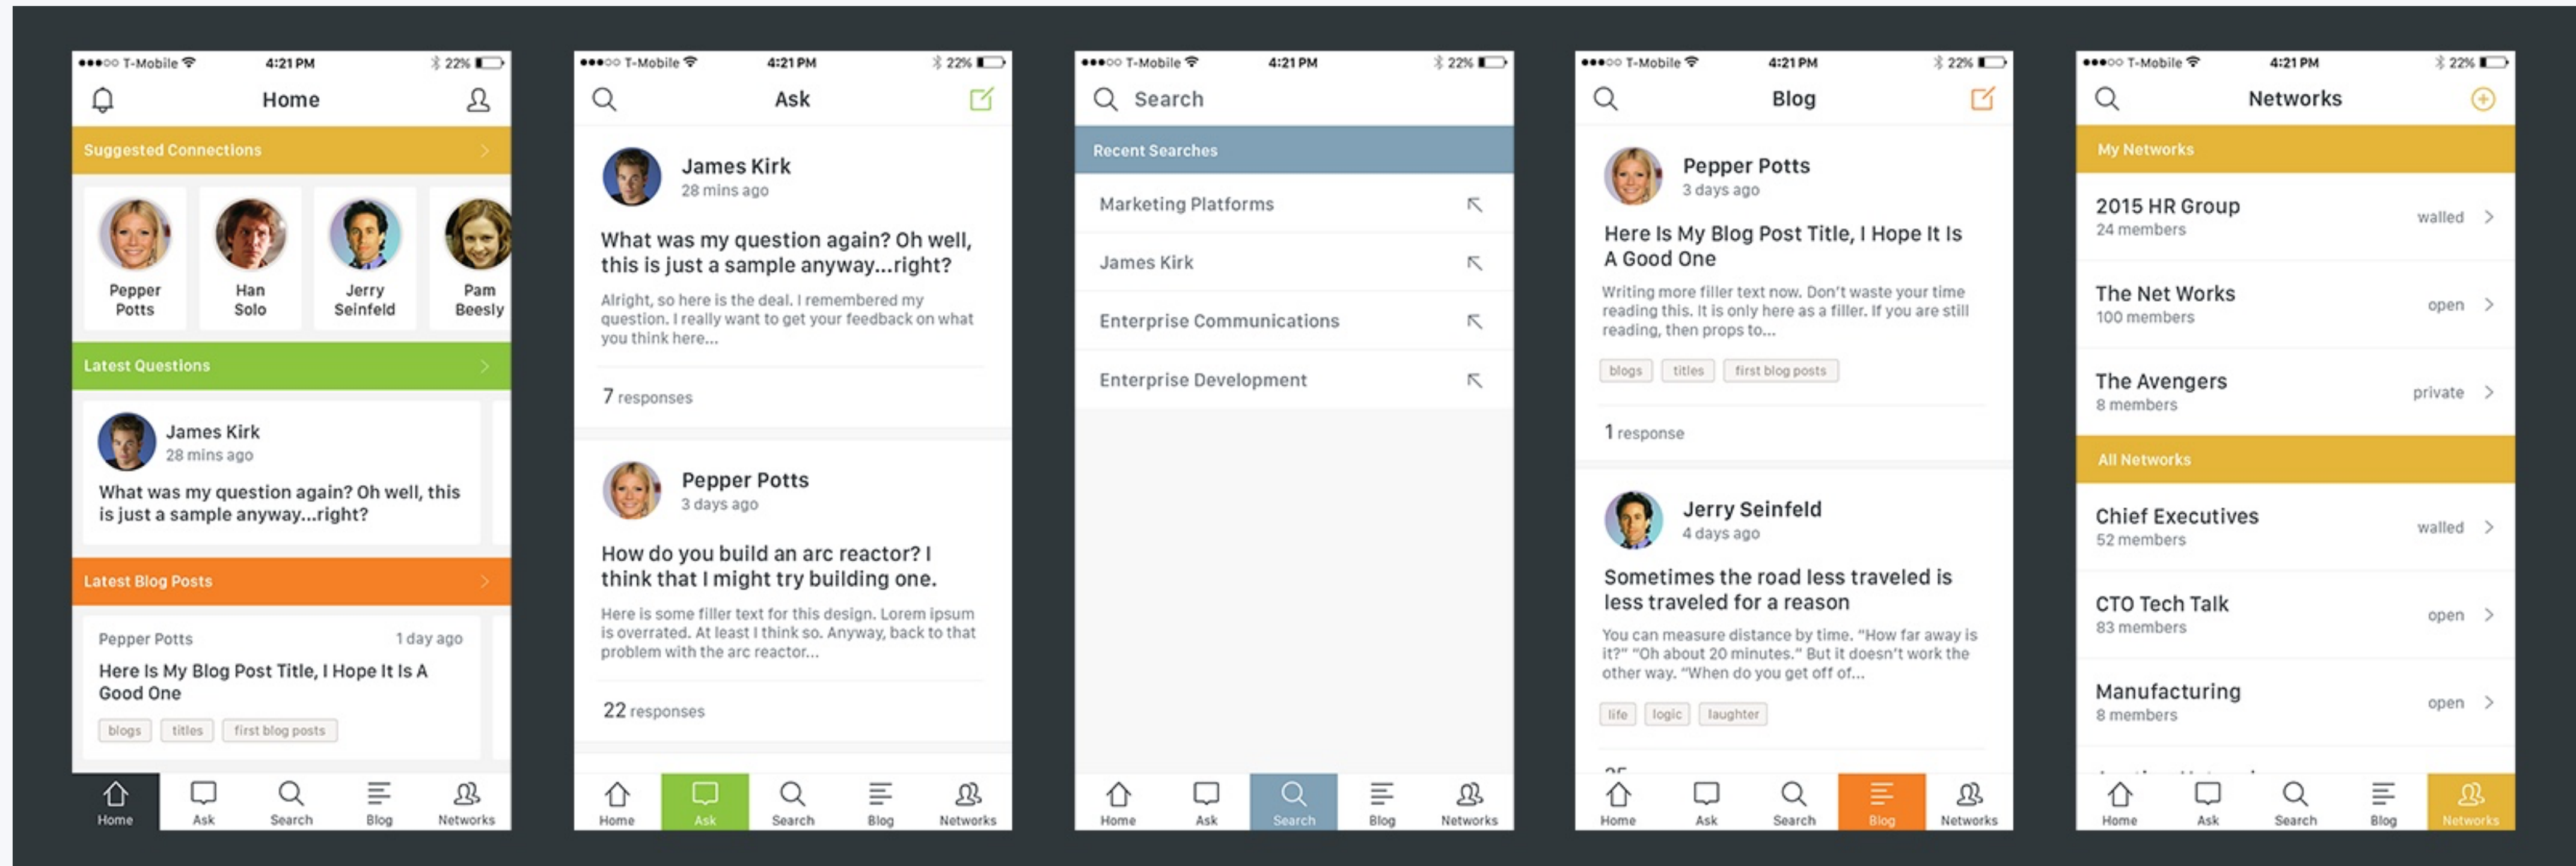 T-Mobile 4:21 PM 22%
Home
Suggested Connections
Pepper
Potts
Han
Solo
Jerry
Seinfeld
Pam
Beesly
Latest Questions
James Kirk
28 mins ago
What was my question again? Oh well, this
is just a sample anyway...right?
Latest Blog Posts
Pepper Potts 1 day ago
Here Is My Blog Post Title, I Hope It Is A
Good One
blogs titles first blog posts
Home Ask Search Blog Networks
T-Mobile 4:21 PM 22%
Ask
James Kirk
28 mins ago
What was my question again? Oh well,
this is just a sample anyway...right?
Alright, so here is the deal. I remembered my
question. I really want to get your feedback on what
you think here...
7 responses
Pepper Potts
3 days ago
How do you build an arc reactor? I
think that I might try building one.
Here is some filler text for this design. Lorem ipsum
is overrated. At least I think so. Anyway, back to that
problem with the arc reactor...
22 responses
Home Ask Search Blog Networks
T-Mobile 4:21 PM 22%
Search
Recent Searches
Marketing Platforms
James Kirk
Enterprise Communications
Enterprise Development
Home Ask Search Blog Networks
T-Mobile 4:21 PM 22%
Blog
Pepper Potts
3 days ago
Here Is My Blog Post Title, I Hope It Is
A Good One
Writing more filler text now. Don't waste your time
reading this. It is only here as a filler. If you are still
reading, then props to...
blogs titles first blog posts
1 response
Jerry Seinfeld
4 days ago
Sometimes the road less traveled is
less traveled for a reason
You can measure distance by time. "How far away is
it?" "Oh about 20 minutes." But it doesn't work the
other way. "When do you get off of...
life logic laughter
Home Ask Search Blog Networks
T-Mobile 4:21 PM 22%
Networks
My Networks
2015 HR Group
24 members
walled
The Net Works
100 members
open
The Avengers
8 members
private
All Networks
Chief Executives
52 members
walled
CTO Tech Talk
83 members
open
Manufacturing
8 members
open
Home Ask Search Blog Networks